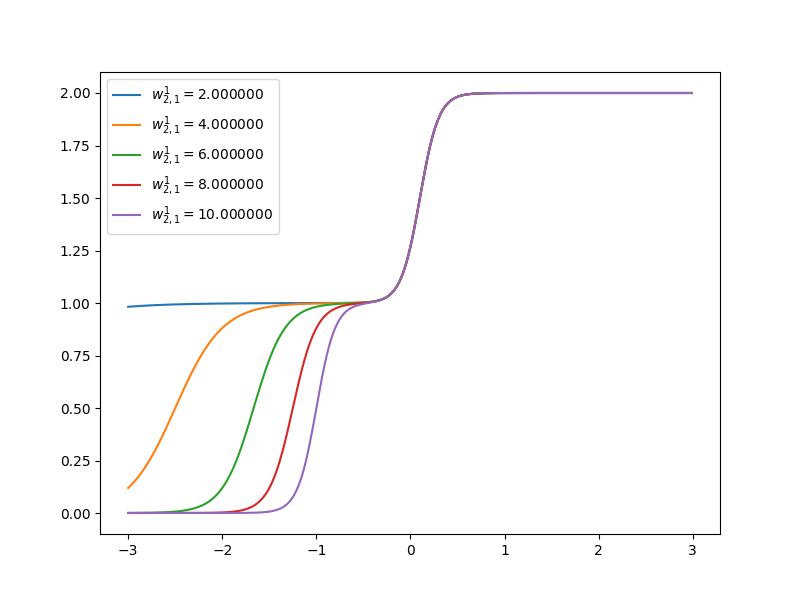 2.00
1.75
1.50
1.25
1.00
0.75
0.50
0.25
0.00
$w^1_{2,1} = 2.000000$
$w^1_{2,1} = 4.000000$
$w^1_{2,1} = 6.000000$
$w^1_{2,1} = 8.000000$
$w^1_{2,1} = 10.000000$
−3 −2 −1 0 1 2 3